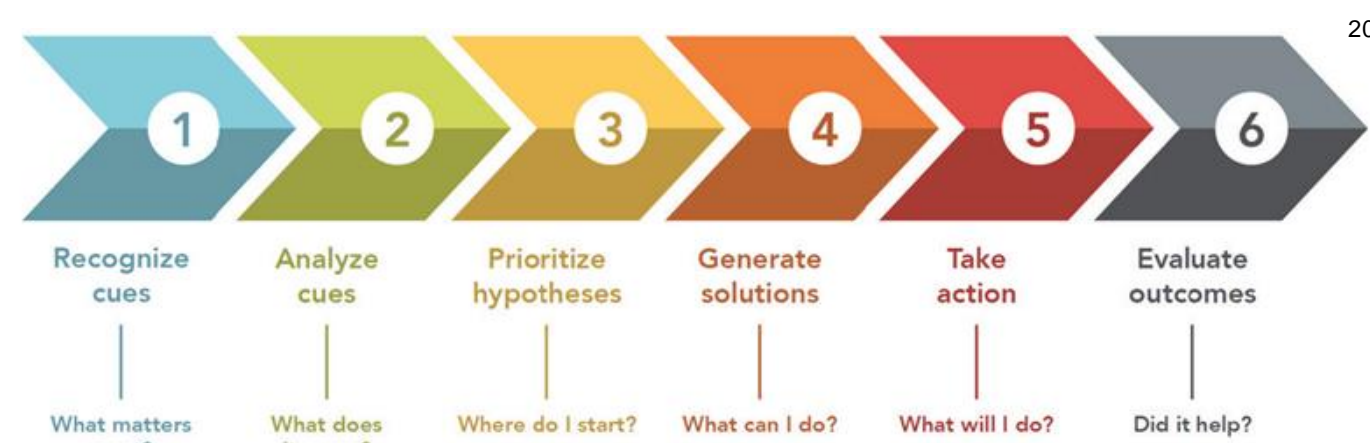 20
1
2
3
4
5
6
Recognize
cues
Analyze
cues
Prioritize
hypotheses
Generate
solutions
Take
action
Evaluate
outcomes
What matters
What does
Where do I start?
What can I do?
What will I do?
Did it help?